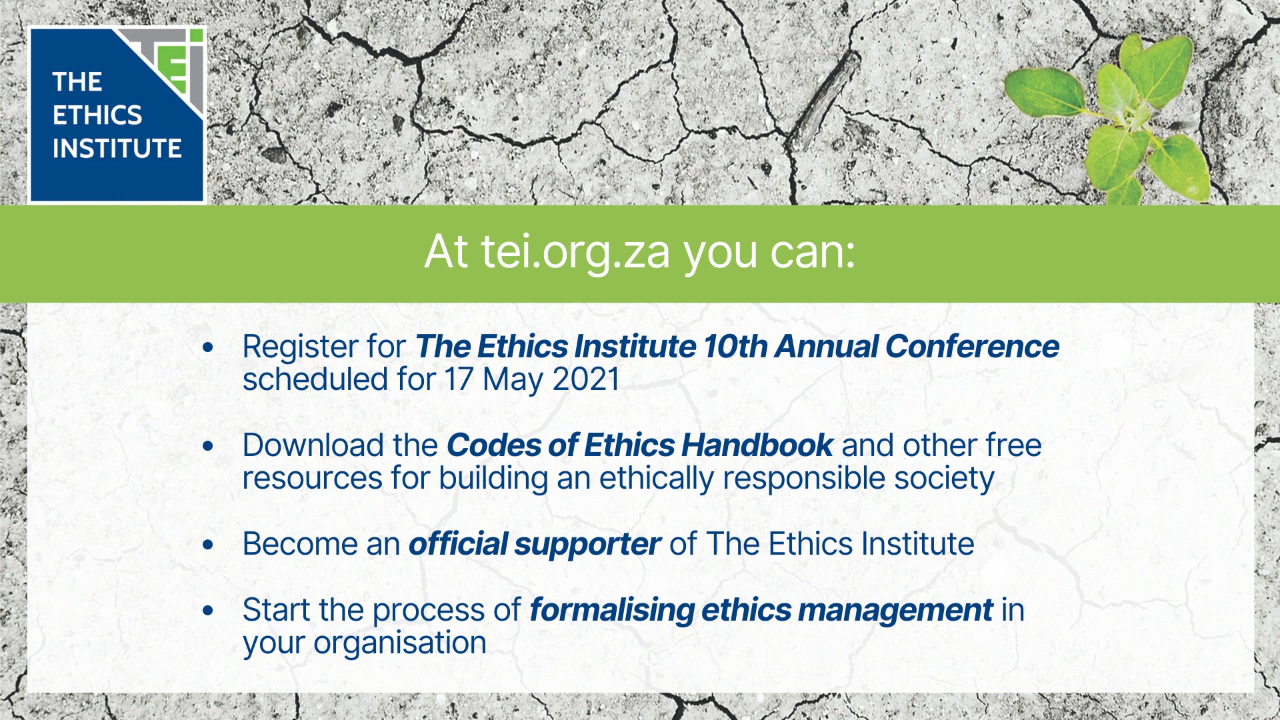 TEi
THE
ETHICS
INSTITUTE
At tei.org.za you can:
• Register for The Ethics Institute 10th Annual Conference
scheduled for 17 May 2021
• Download the Codes of Ethics Handbook and other free
resources for building an ethically responsible society
• Become an official supporter of The Ethics Institute
• Start the process of formalising ethics management in
your organisation